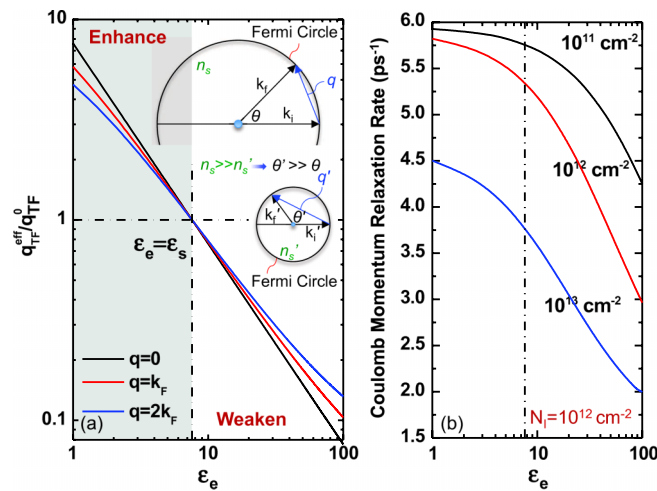 Enhance
Fermi Circle
n_s
k_f
q
θ
k_i
n_s>>n_s' ➡ θ' >> θ
q'
k_f'
θ'
k_i'
n_s'
Fermi Circle
ε_e=ε_s
q=0
q=k_F
q=2k_F
(a)
Weaken
10
1
0.1
1
10
100
q_TF^eff/q_TF^0
ε_e
Coulomb Momentum Relaxation Rate (ps^-1)
6.0
5.5
5.0
4.5
4.0
3.5
3.0
2.5
2.0
1.5
10^11 cm^-2
10^12 cm^-2
10^13 cm^-2
(b)
N_I=10^12 cm^-2
1
10
100
ε_e